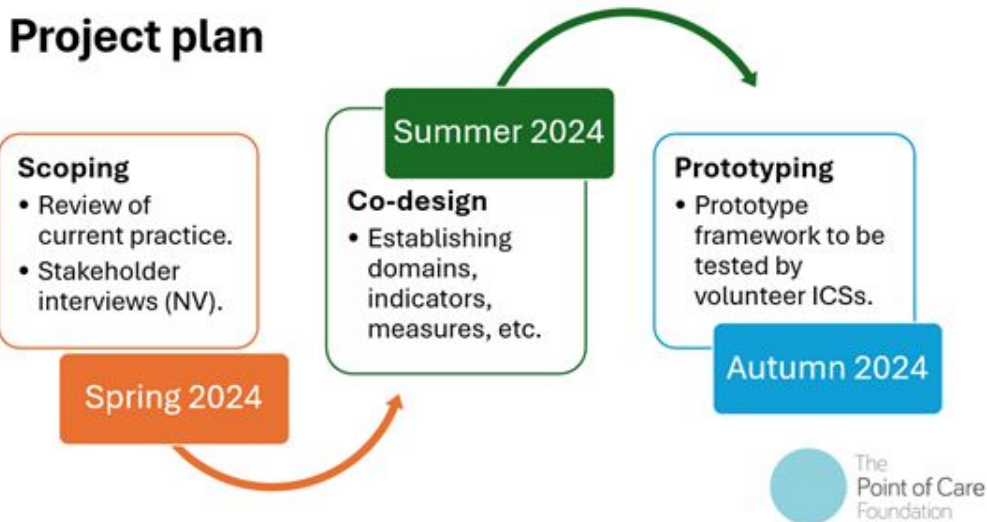 Project plan
Scoping
• Review of
current practice.
• Stakeholder
interviews (NV).
Spring 2024
Summer 2024
Co-design
• Establishing
domains,
indicators,
measures, etc.
Prototyping
• Prototype
framework to be
tested by
volunteer ICSs.
Autumn 2024
The
Point of Care
Foundation